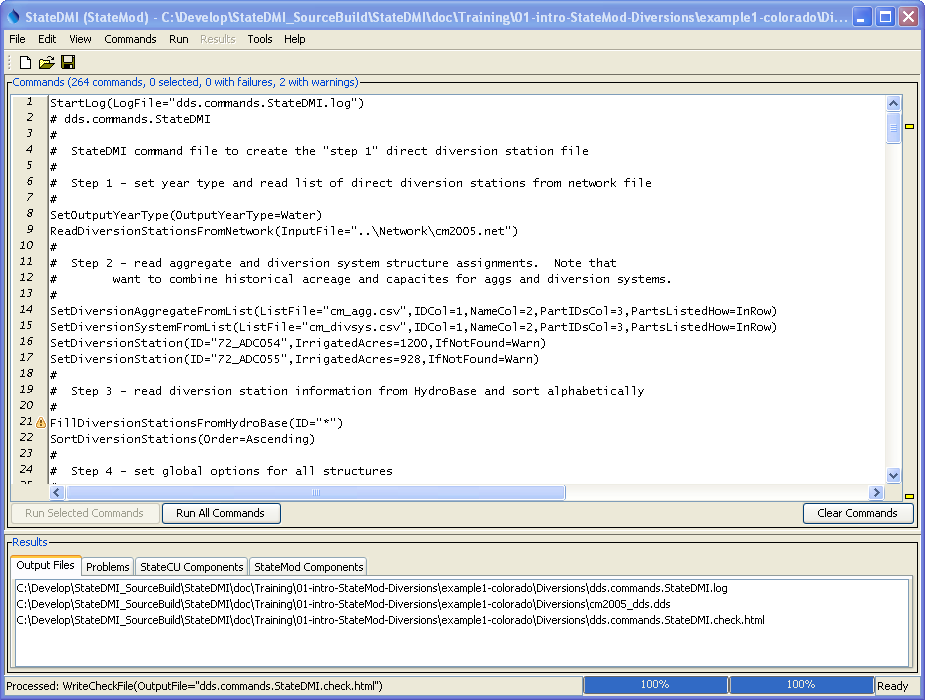 StateDMI (StateMod) - C:\Develop\StateDMI_SourceBuild\StateDMI\doc\Training\01-intro-StateMod-Diversions\example1-colorado\Di...
File Edit View Commands Run Results Tools Help
Commands (264 commands, 0 selected, 0 with failures, 2 with warnings)
1 StartLog(LogFile="dds.commands.StateDMI.log")
2 # dds.commands.StateDMI
3 #
4 #  StateDMI command file to create the "step 1" direct diversion station file
5 #
6 #  Step 1 - set year type and read list of direct diversion stations from network file
7 #
8 SetOutputYearType(OutputYearType=Water)
9 ReadDiversionStationsFromNetwork(InputFile="..\Network\cm2005.net")
10 #
11 #  Step 2 - read aggregate and diversion system structure assignments.  Note that
12 #        want to combine historical acreage and capacites for aggs and diversion systems.
13 #
14 SetDiversionAggregateFromList(ListFile="cm_agg.csv",IDCol=1,NameCol=2,PartIDsCol=3,PartsListedHow=InRow)
15 SetDiversionSystemFromList(ListFile="cm_divsys.csv",IDCol=1,NameCol=2,PartIDsCol=3,PartsListedHow=InRow)
16 SetDiversionStation(ID="72_ADC054",IrrigatedAcres=1200,IfNotFound=Warn)
17 SetDiversionStation(ID="72_ADC055",IrrigatedAcres=928,IfNotFound=Warn)
18 #
19 #  Step 3 - read diversion station information from HydroBase and sort alphabetically
20 #
21 FillDiversionStationsFromHydroBase(ID="*")
22 SortDiversionStations(Order=Ascending)
23 #
24 #  Step 4 - set global options for all structures
25 #
Run Selected Commands Run All Commands Clear Commands
Results
Output Files Problems StateCU Components StateMod Components
C:\Develop\StateDMI_SourceBuild\StateDMI\doc\Training\01-intro-StateMod-Diversions\example1-colorado\Diversions\dds.commands.StateDMI.log
C:\Develop\StateDMI_SourceBuild\StateDMI\doc\Training\01-intro-StateMod-Diversions\example1-colorado\Diversions\cm2005_dds.dds
C:\Develop\StateDMI_SourceBuild\StateDMI\doc\Training\01-intro-StateMod-Diversions\example1-colorado\Diversions\dds.commands.StateDMI.check.html
Processed: WriteCheckFile(OutputFile="dds.commands.StateDMI.check.html") 100% 100% Ready